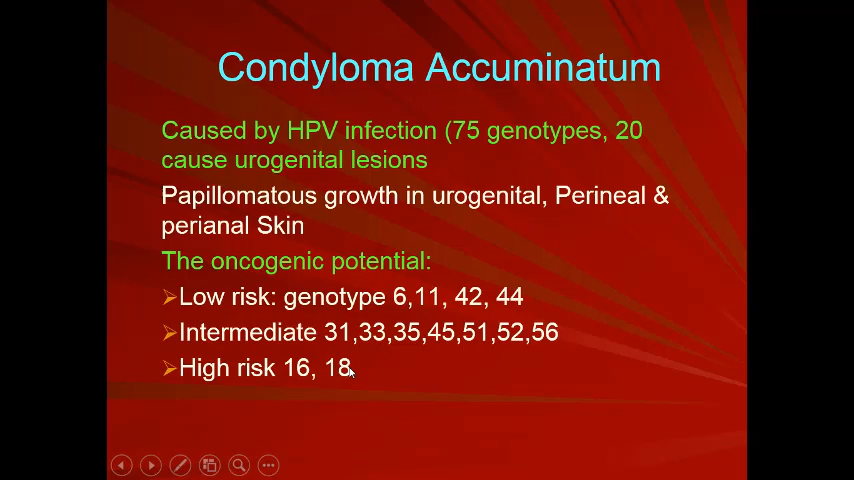 Condyloma Accuminatum
Caused by HPV infection (75 genotypes, 20
cause urogenital lesions
Papillomatous growth in urogenital, Perineal &
perianal Skin
The oncogenic potential:
Low risk: genotype 6,11, 42, 44
Intermediate 31,33,35,45,51,52,56
High risk 16, 18